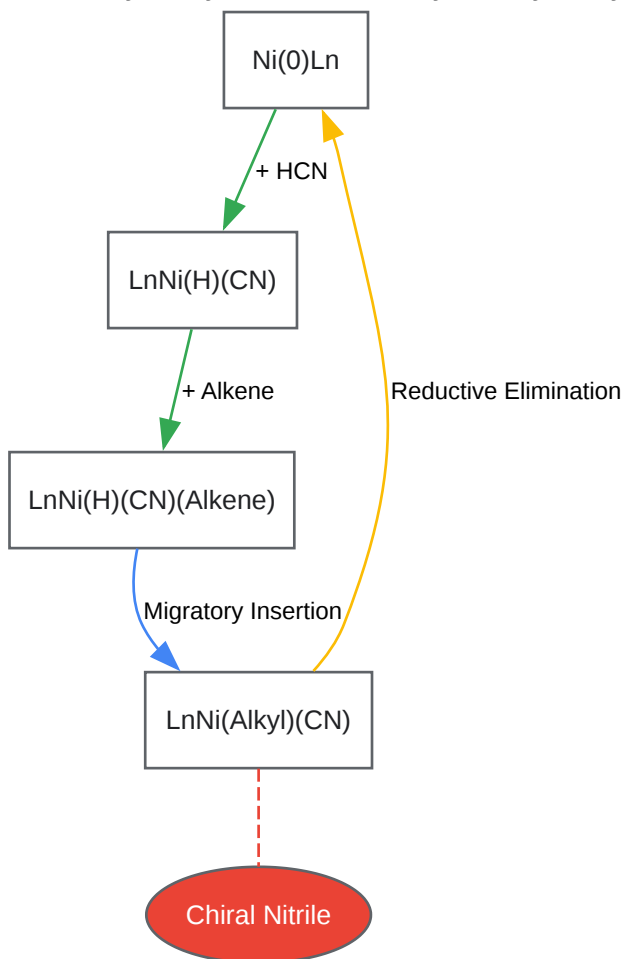 Ni(0)Ln
+ HCN
LnNi(H)(CN)
+ Alkene
Reductive Elimination
LnNi(H)(CN)(Alkene)
Migratory Insertion
LnNi(Alkyl)(CN)
Chiral Nitrile